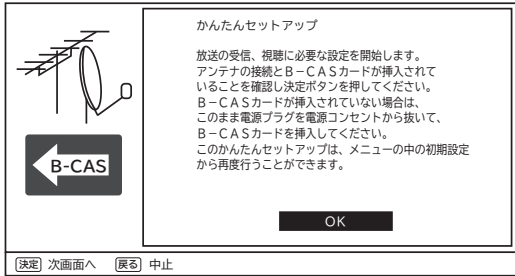 かんたんセットアップ
放送の受信、視聴に必要な設定を開始します。
アンテナの接続とB－CASカードが挿入されて
いることを確認し決定ボタンを押してください。
B－CASカードが挿入されていない場合は、
このまま電源プラグを電源コンセントから抜いて、
B－CASカードを挿入してください。
このかんたんセットアップは、メニューの中の初期設定
から再度行うことができます。
B-CAS
OK
決定 次画面へ 戻る 中止